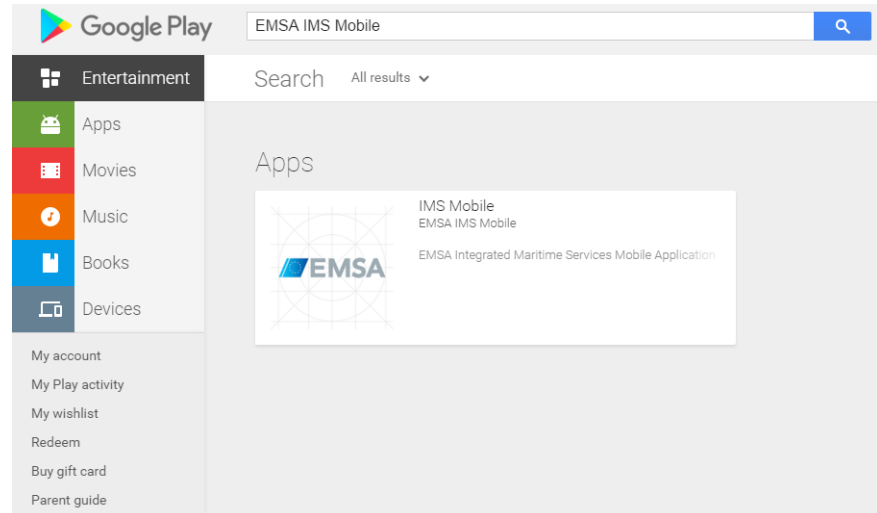 Google Play
EMSA IMS Mobile
Entertainment
Search
All results
Apps
Movies
Music
Books
Devices
My account
My Play activity
My wishlist
Redeem
Buy gift card
Parent guide
Apps
EMSA
IMS Mobile
EMSA IMS Mobile
EMSA Integrated Maritime Services Mobile Application